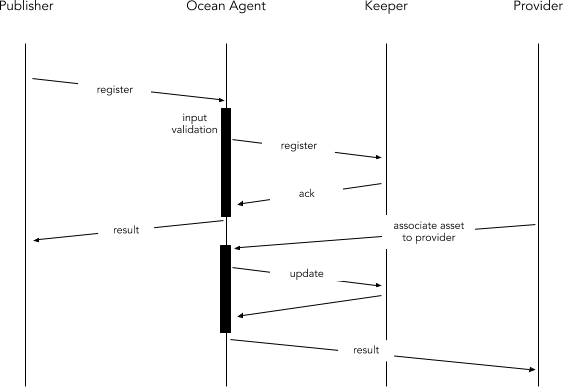 Publisher
Ocean Agent
Keeper
Provider
register
input
validation
register
ack
result
associate asset
to provider
update
result